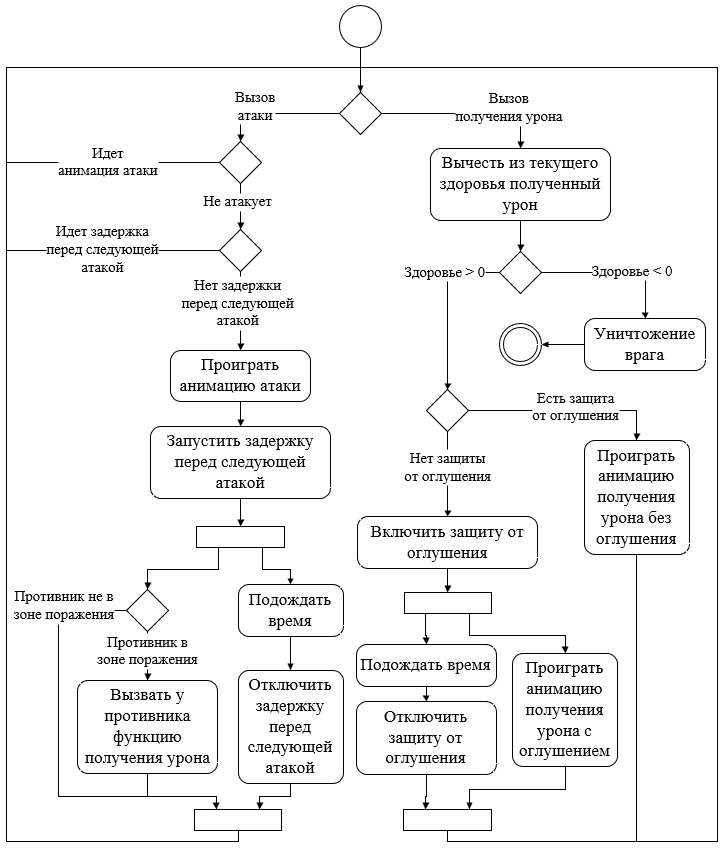 Вызов
атаки
Вызов
получения урона
Идет
анимация атаки
Не атакует
Вычесть из текущего
здоровья полученный
урон
Идет задержка
перед следующей
атакой
Нет задержки
перед следующей
атакой
Здоровье > 0
Здоровье < 0
Уничтожение
врага
Проиграть
анимацию атаки
Запустить задержку
перед следующей
атакой
Есть защита
от оглушения
Нет защиты
от оглушения
Проиграть
анимацию
получения
урона без
оглушения
Включить защиту от
оглушения
Противник не в
зоне поражения
Противник в
зоне поражения
Подождать
время
Вызвать у
противника
функцию
получения урона
Отключить
задержку
перед
следующей
атакой
Подождать время
Отключить
защиту от
оглушения
Проиграть
анимацию
получения
урона с
оглушением